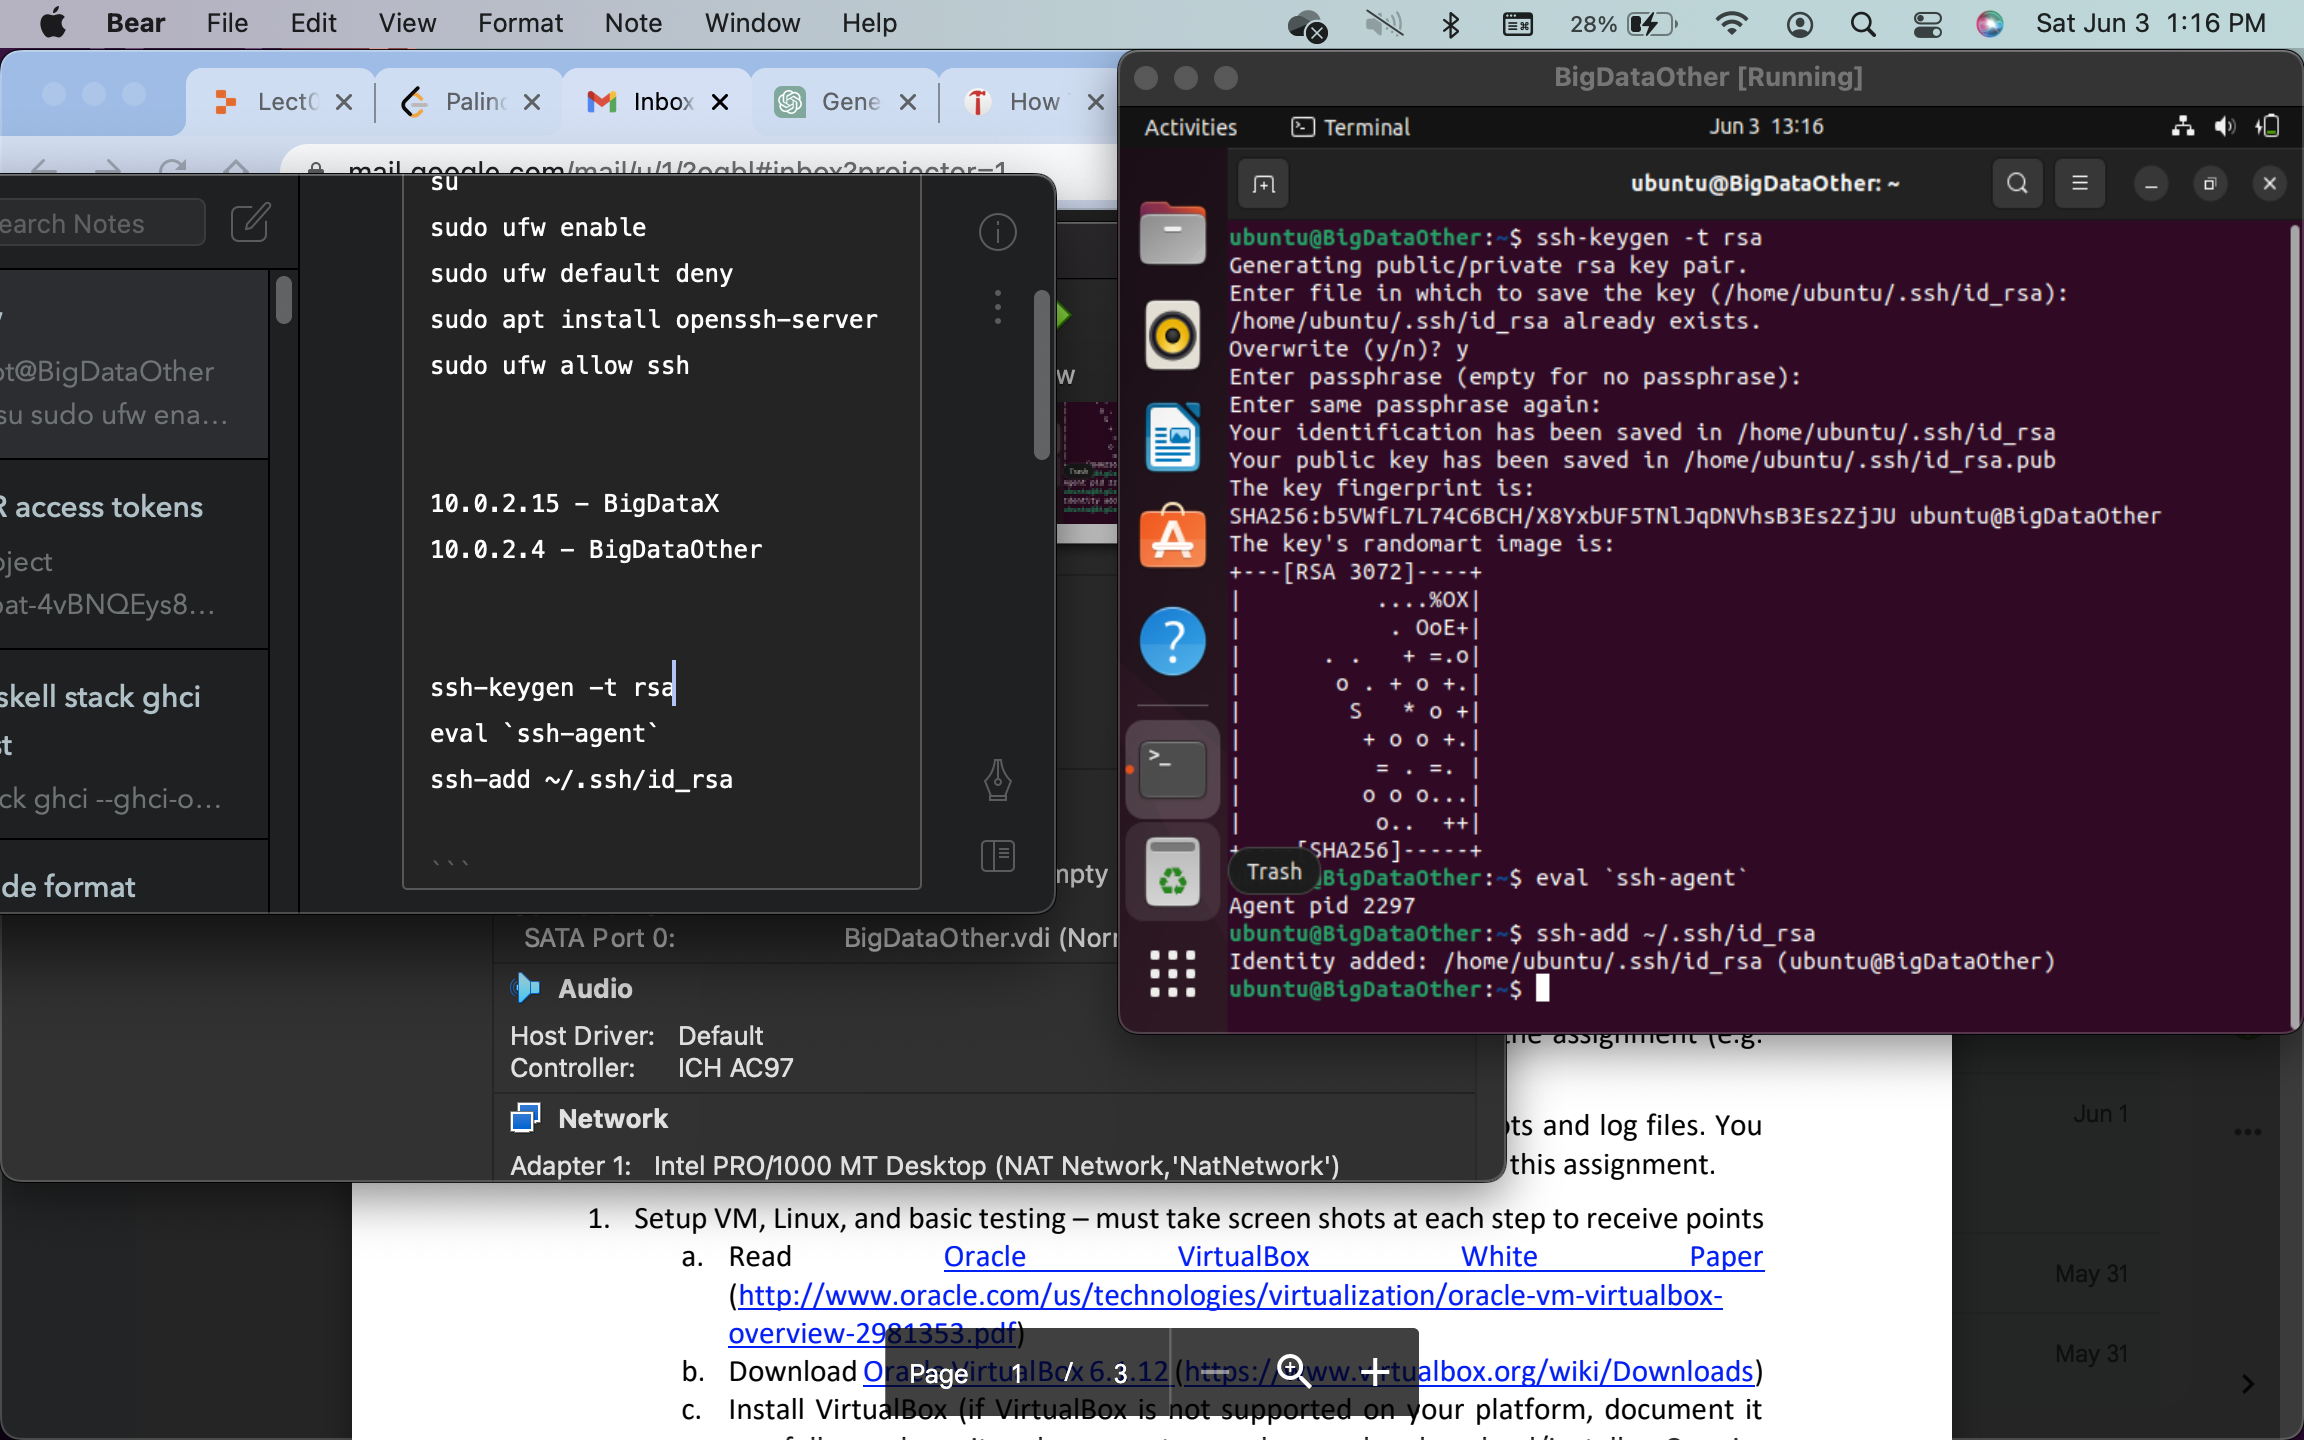 Bear File Edit View Format Note Window Help 28% Sat Jun 3 1:16 PM
Inbox
How
mail.google.com/mail/u/1/?ogbl#inbox?projector=1
earch Notes
ot@BigDataOther
su sudo ufw ena…
R access tokens
oject
pat-4vBNQEys8…
skell stack ghci
st
ck ghci --ghci-o…
de format
su
sudo ufw enable
sudo ufw default deny
sudo apt install openssh-server
sudo ufw allow ssh
10.0.2.15 – BigDataX
10.0.2.4 – BigDataOther
ssh-keygen -t rsa
eval `ssh-agent`
ssh-add ~/.ssh/id_rsa
```
SATA Port 0: BigDataOther.vdi (Norr
Audio
Host Driver: Default
Controller: ICH AC97
Network
Adapter 1: Intel PRO/1000 MT Desktop (NAT Network,'NatNetwork')
BigDataOther [Running]
Activities Terminal Jun 3 13:16
ubuntu@BigDataOther: ~
ubuntu@BigDataOther:~$ ssh-keygen -t rsa
Generating public/private rsa key pair.
Enter file in which to save the key (/home/ubuntu/.ssh/id_rsa):
/home/ubuntu/.ssh/id_rsa already exists.
Overwrite (y/n)? y
Enter passphrase (empty for no passphrase):
Enter same passphrase again:
Your identification has been saved in /home/ubuntu/.ssh/id_rsa
Your public key has been saved in /home/ubuntu/.ssh/id_rsa.pub
The key fingerprint is:
SHA256:b5VWfL7L74C6BCH/X8YxbUF5TNlJqDNVhsB3Es2ZjJU ubuntu@BigDataOther
The key's randomart image is:
+---[RSA 3072]----+
|          ....%OX|
|           . OoE+|
|      . .   + =.o|
|       o . + o +.|
|        S   * o +|
|         + o o +.|
|          = . =. |
|         o o o...|
|          o..  ++|
+----[SHA256]-----+
Trash
@BigDataOther:~$ eval `ssh-agent`
Agent pid 2297
ubuntu@BigDataOther:~$ ssh-add ~/.ssh/id_rsa
Identity added: /home/ubuntu/.ssh/id_rsa (ubuntu@BigDataOther)
ubuntu@BigDataOther:~$
the assignment (e.g.
ots and log files. You
this assignment.
1. Setup VM, Linux, and basic testing – must take screen shots at each step to receive points
a. Read Oracle VirtualBox White Paper
(http://www.oracle.com/us/technologies/virtualization/oracle-vm-virtualbox-
overview-2981353.pdf)
b. Download Oracle VirtualBox 6.1.12 (https://www.virtualbox.org/wiki/Downloads)
c. Install VirtualBox (if VirtualBox is not supported on your platform, document it
Page 1 / 3
Jun 1
May 31
May 31